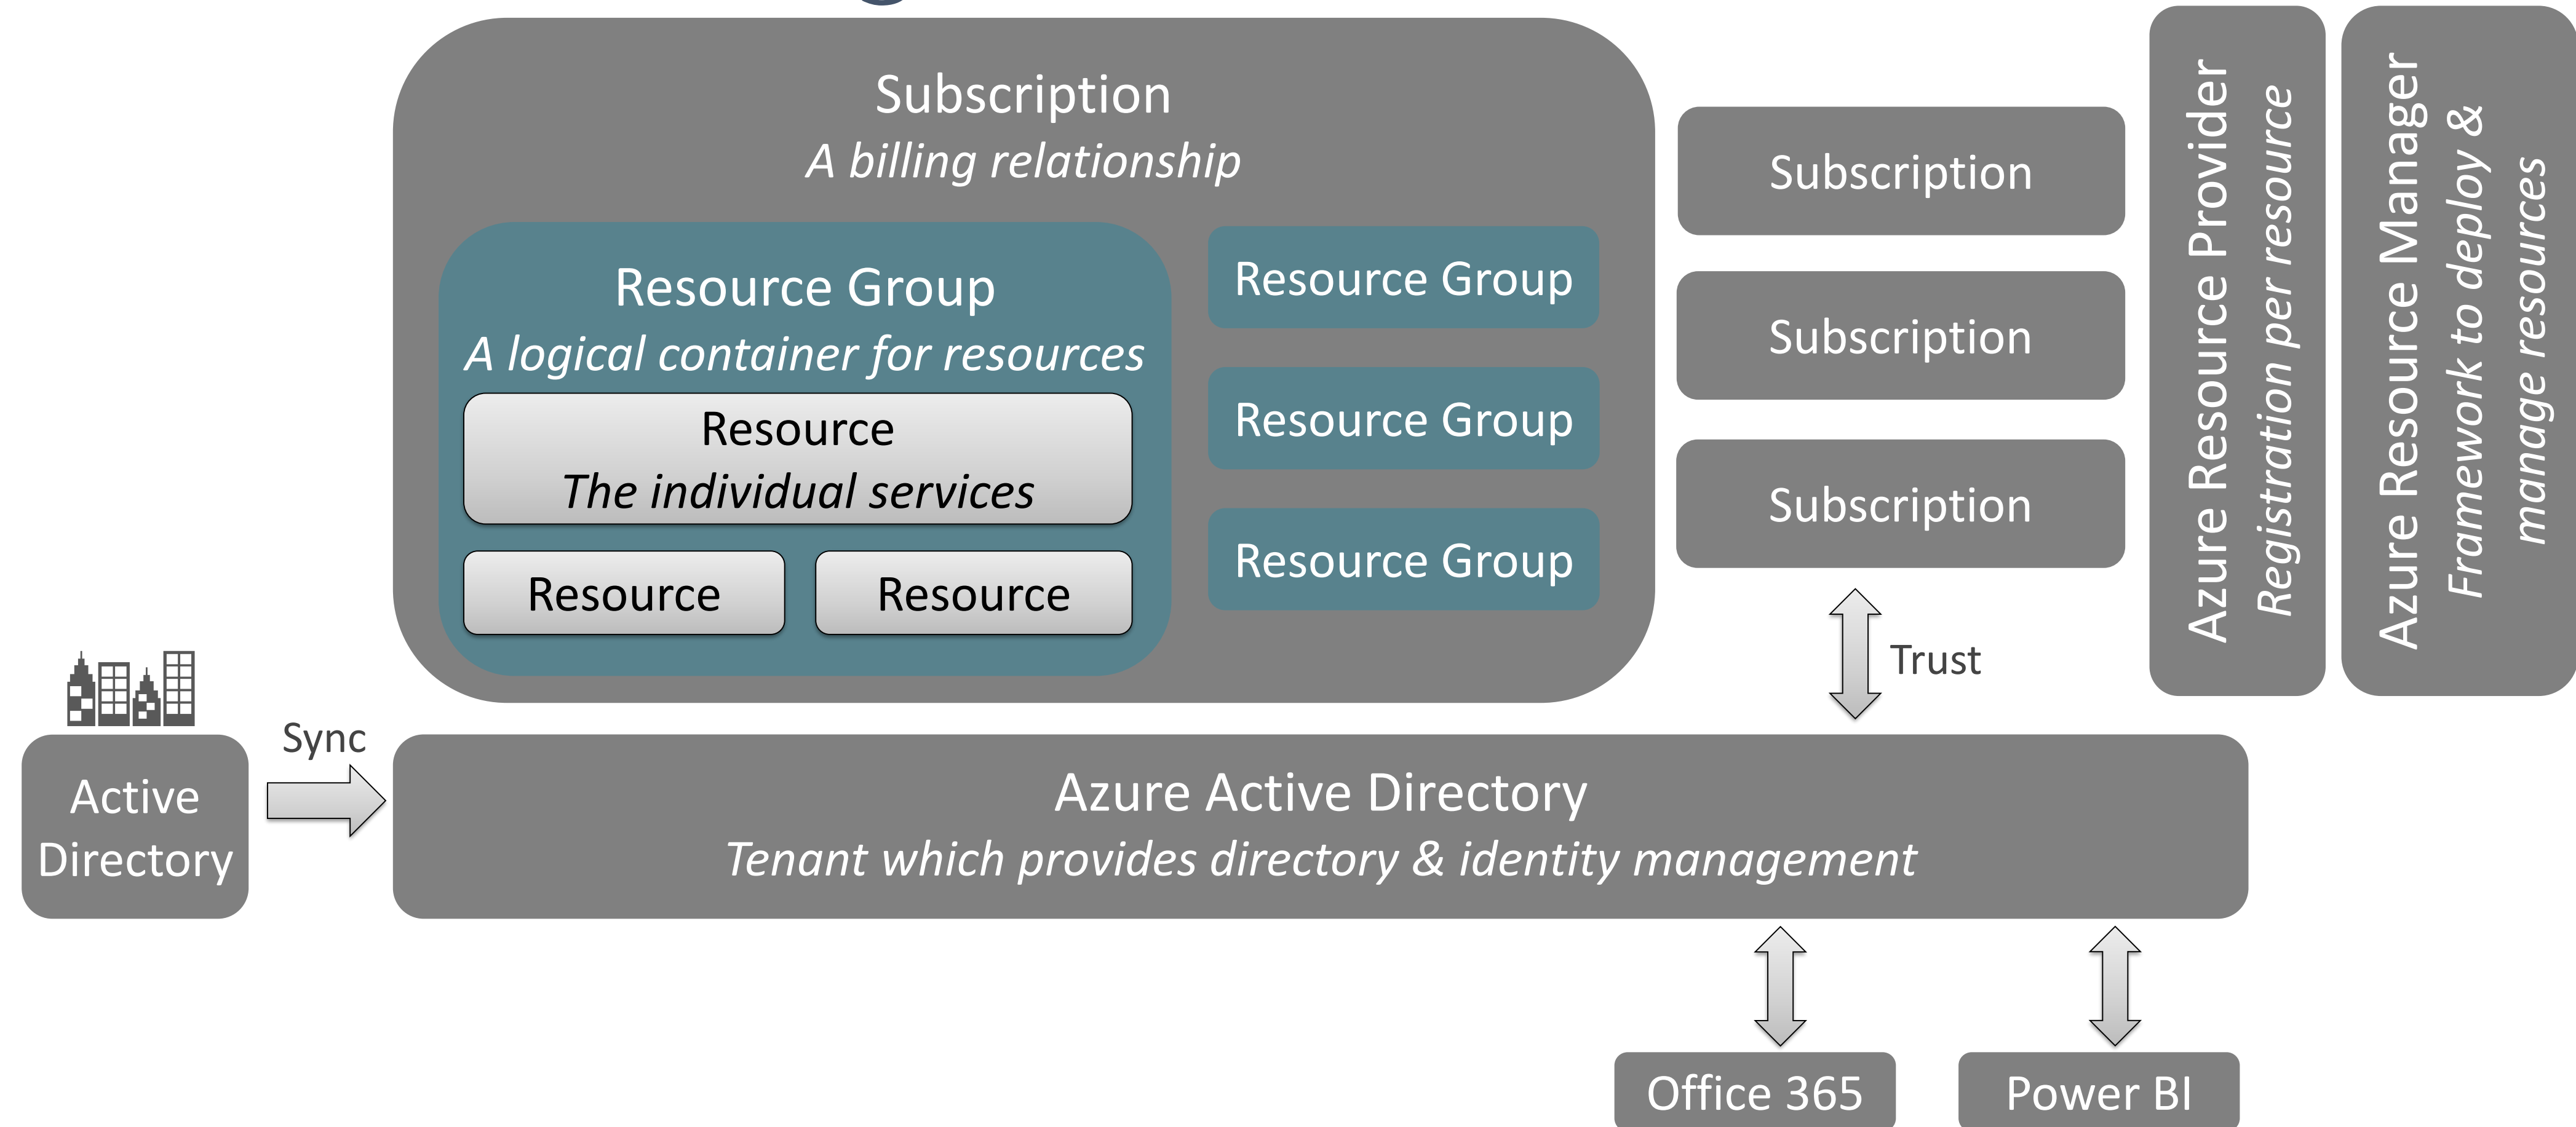 Subscription
A billing relationship
Resource Group
A logical container for resources
Resource
The individual services
Resource
Resource
Resource Group
Resource Group
Resource Group
Subscription
Subscription
Subscription
Trust
Azure Resource Provider
Registration per resource
Azure Resource Manager
Framework to deploy &
manage resources
Active
Directory
Sync
Azure Active Directory
Tenant which provides directory & identity management
Office 365
Power BI